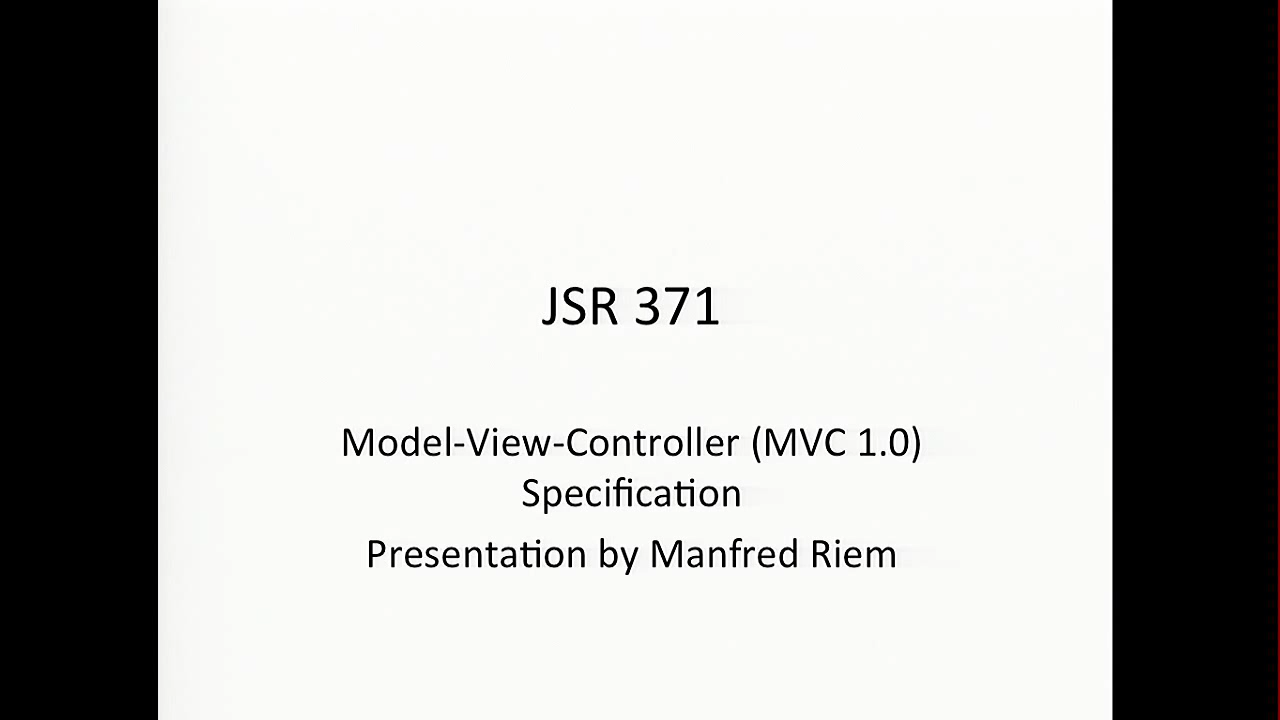 JSR 371
Model-View-Controller (MVC 1.0)
Specification
Presentation by Manfred Riem